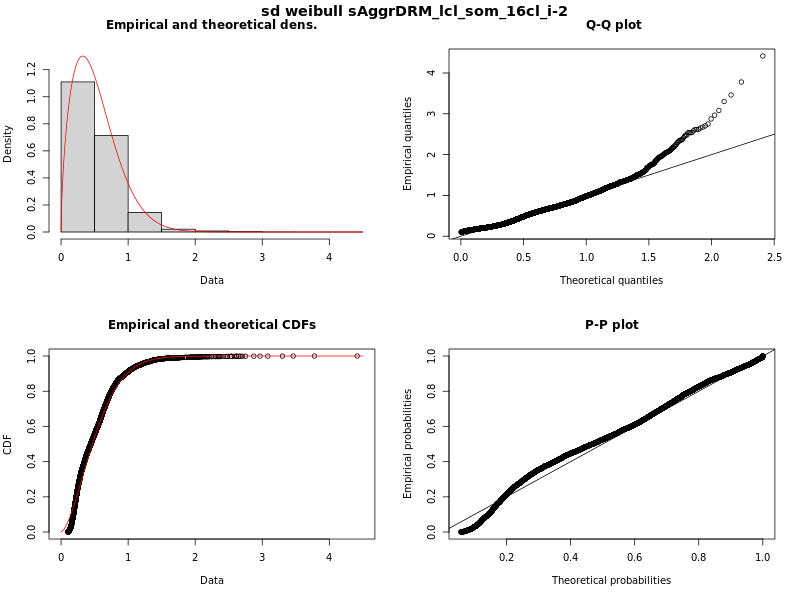 sd weibull sAggrDRM_lcl_som_16cl_i-2
Empirical and theoretical dens.
Density
0.0 0.2 0.4 0.6 0.8 1.0 1.2
0 1 2 3 4
Data
Q-Q plot
Empirical quantiles
0 1 2 3 4
0.0 0.5 1.0 1.5 2.0 2.5
Theoretical quantiles
Empirical and theoretical CDFs
CDF
0.0 0.2 0.4 0.6 0.8 1.0
0 1 2 3 4
Data
P-P plot
Empirical probabilities
0.0 0.2 0.4 0.6 0.8 1.0
0.2 0.4 0.6 0.8 1.0
Theoretical probabilities